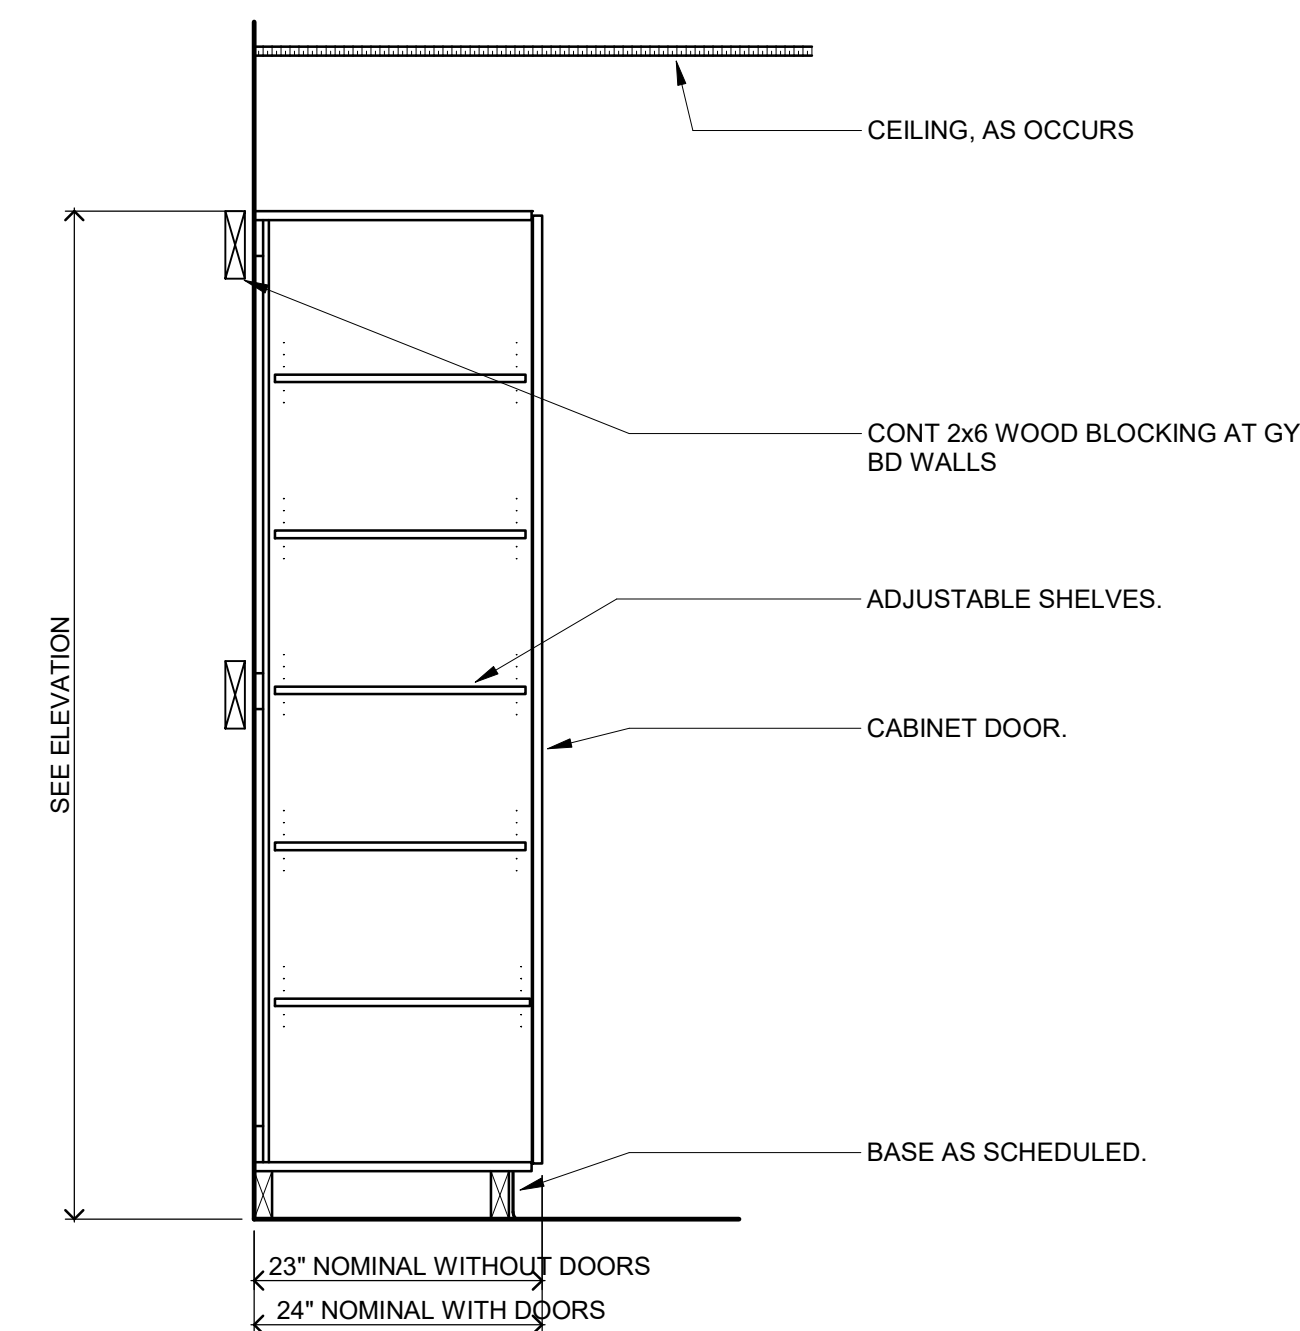 CEILING, AS OCCURS
CONT 2x6 WOOD BLOCKING AT GY
BD WALLS
ADJUSTABLE SHELVES.
SEE ELEVATION
CABINET DOOR.
BASE AS SCHEDULED.
23" NOMINAL WITHOUT DOORS
24" NOMINAL WITH DOORS